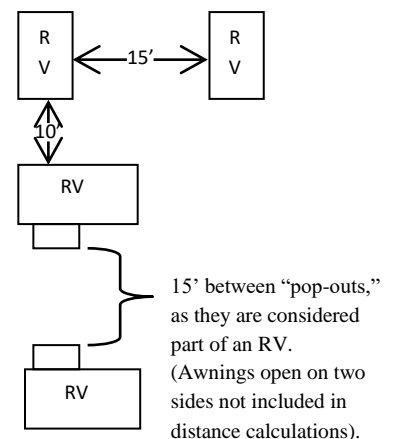 R
V
15'
R
V
10'
RV
15' between “pop-outs,”
as they are considered
part of an RV.
(Awnings open on two
sides not included in
distance calculations).
RV